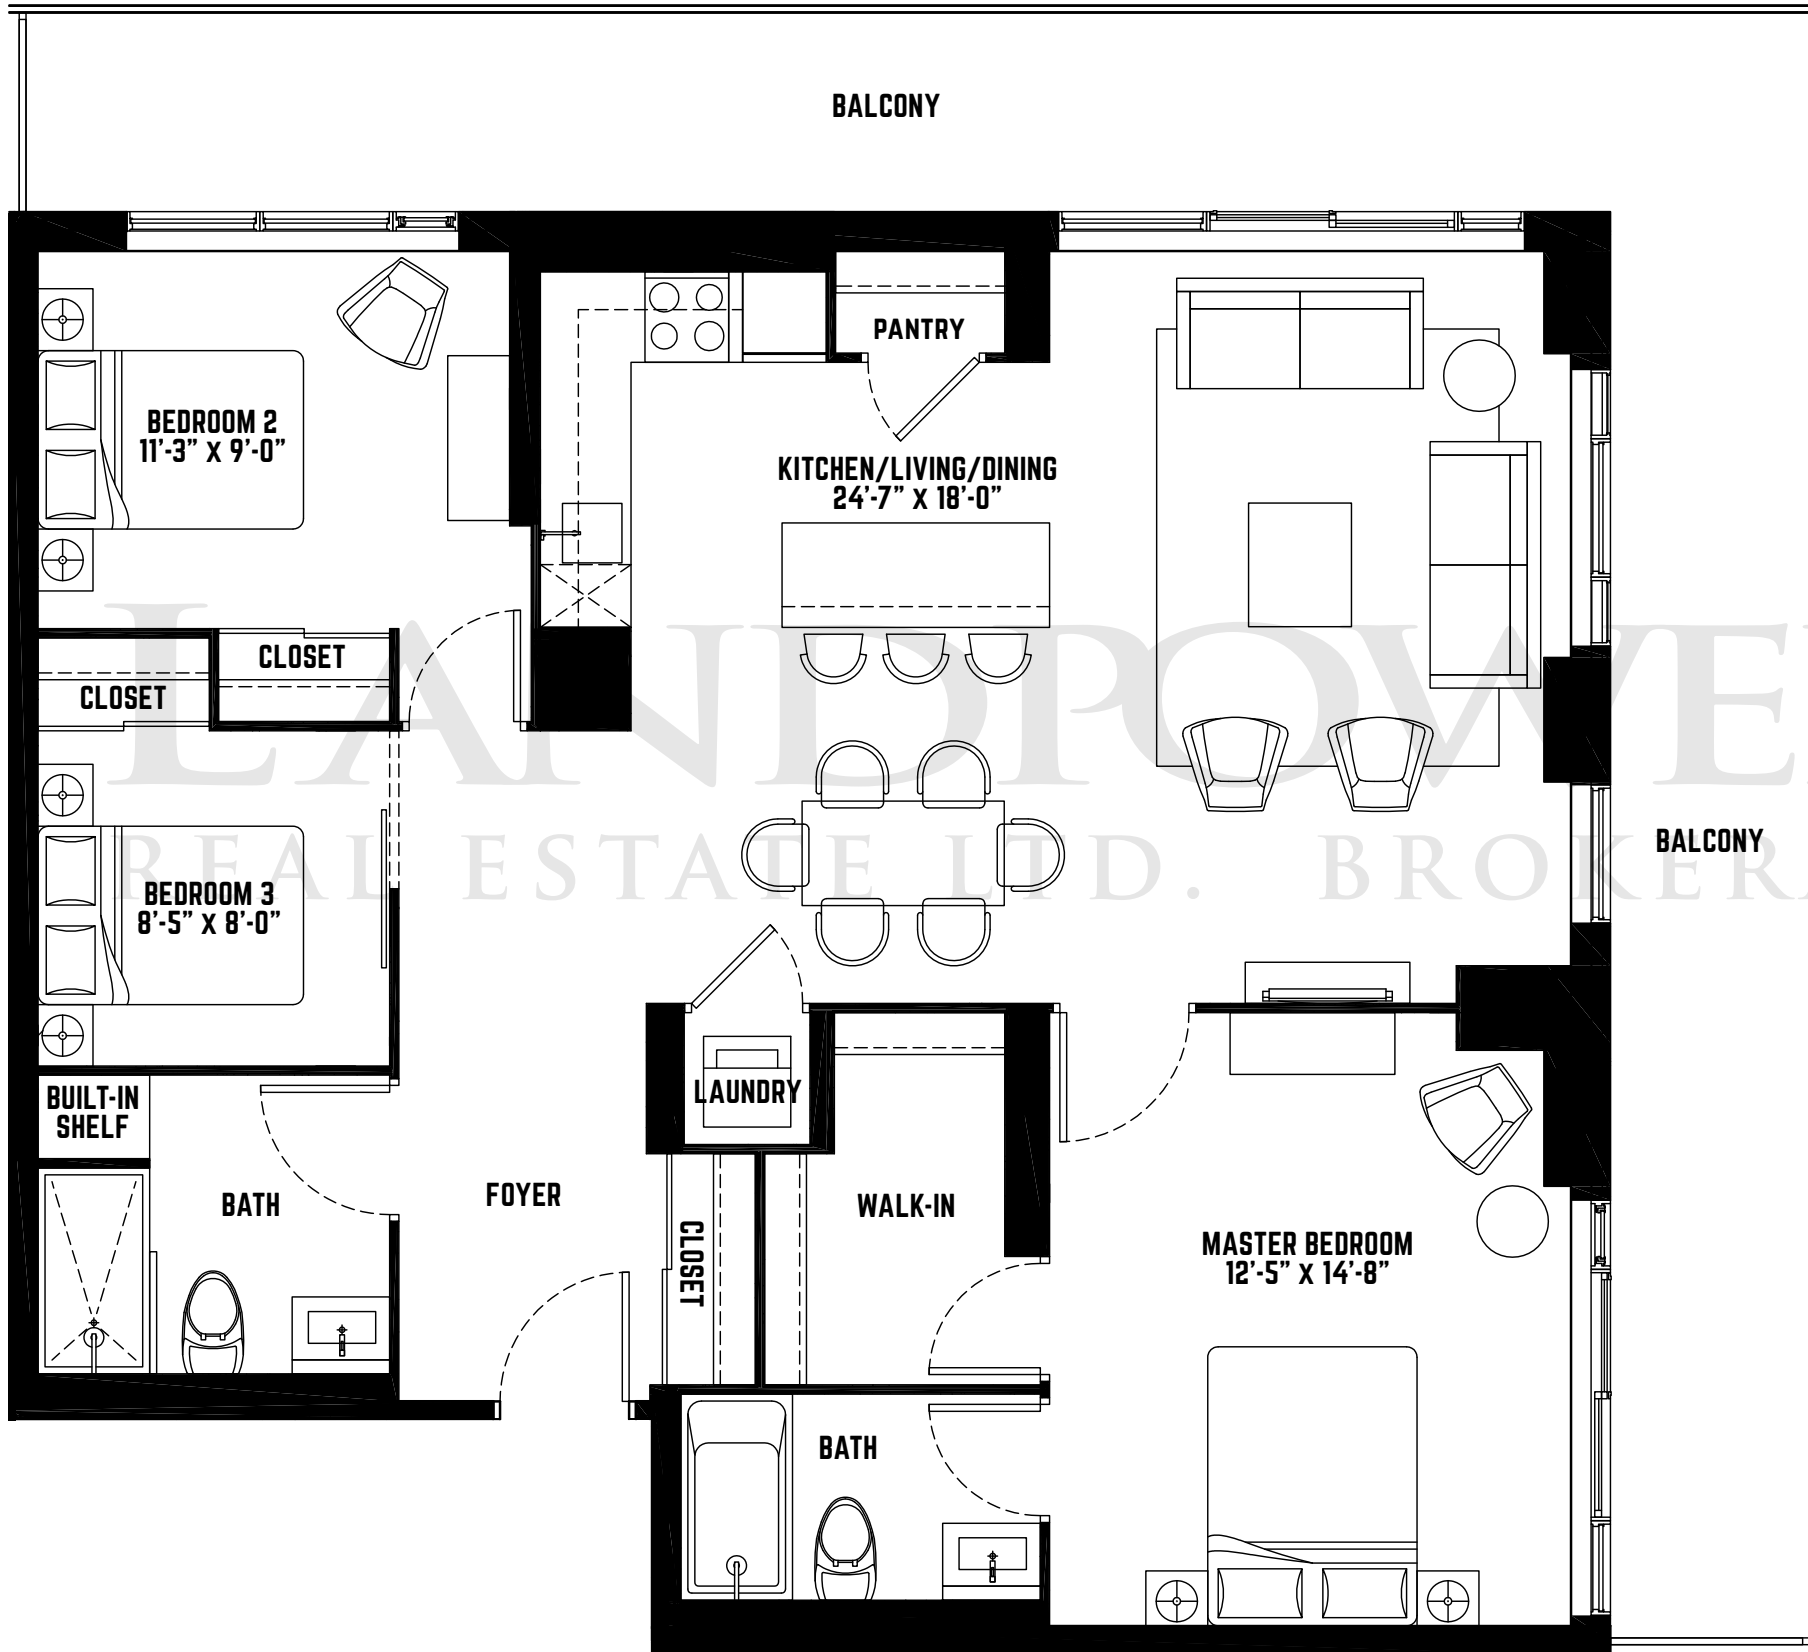 BALCONY
PANTRY
BEDROOM 2
11'-3" X 9'-0"
KITCHEN/LIVING/DINING
24'-7" X 18'-0"
CLOSET
CLOSET
LANDPOWE
REAL ESTATE LTD. BROKERA
BALCONY
BEDROOM 3
8'-5" X 8'-0"
LAUNDRY
BUILT-IN
SHELF
BATH
FOYER
CLOSET
WALK-IN
MASTER BEDROOM
12'-5" X 14'-8"
BATH